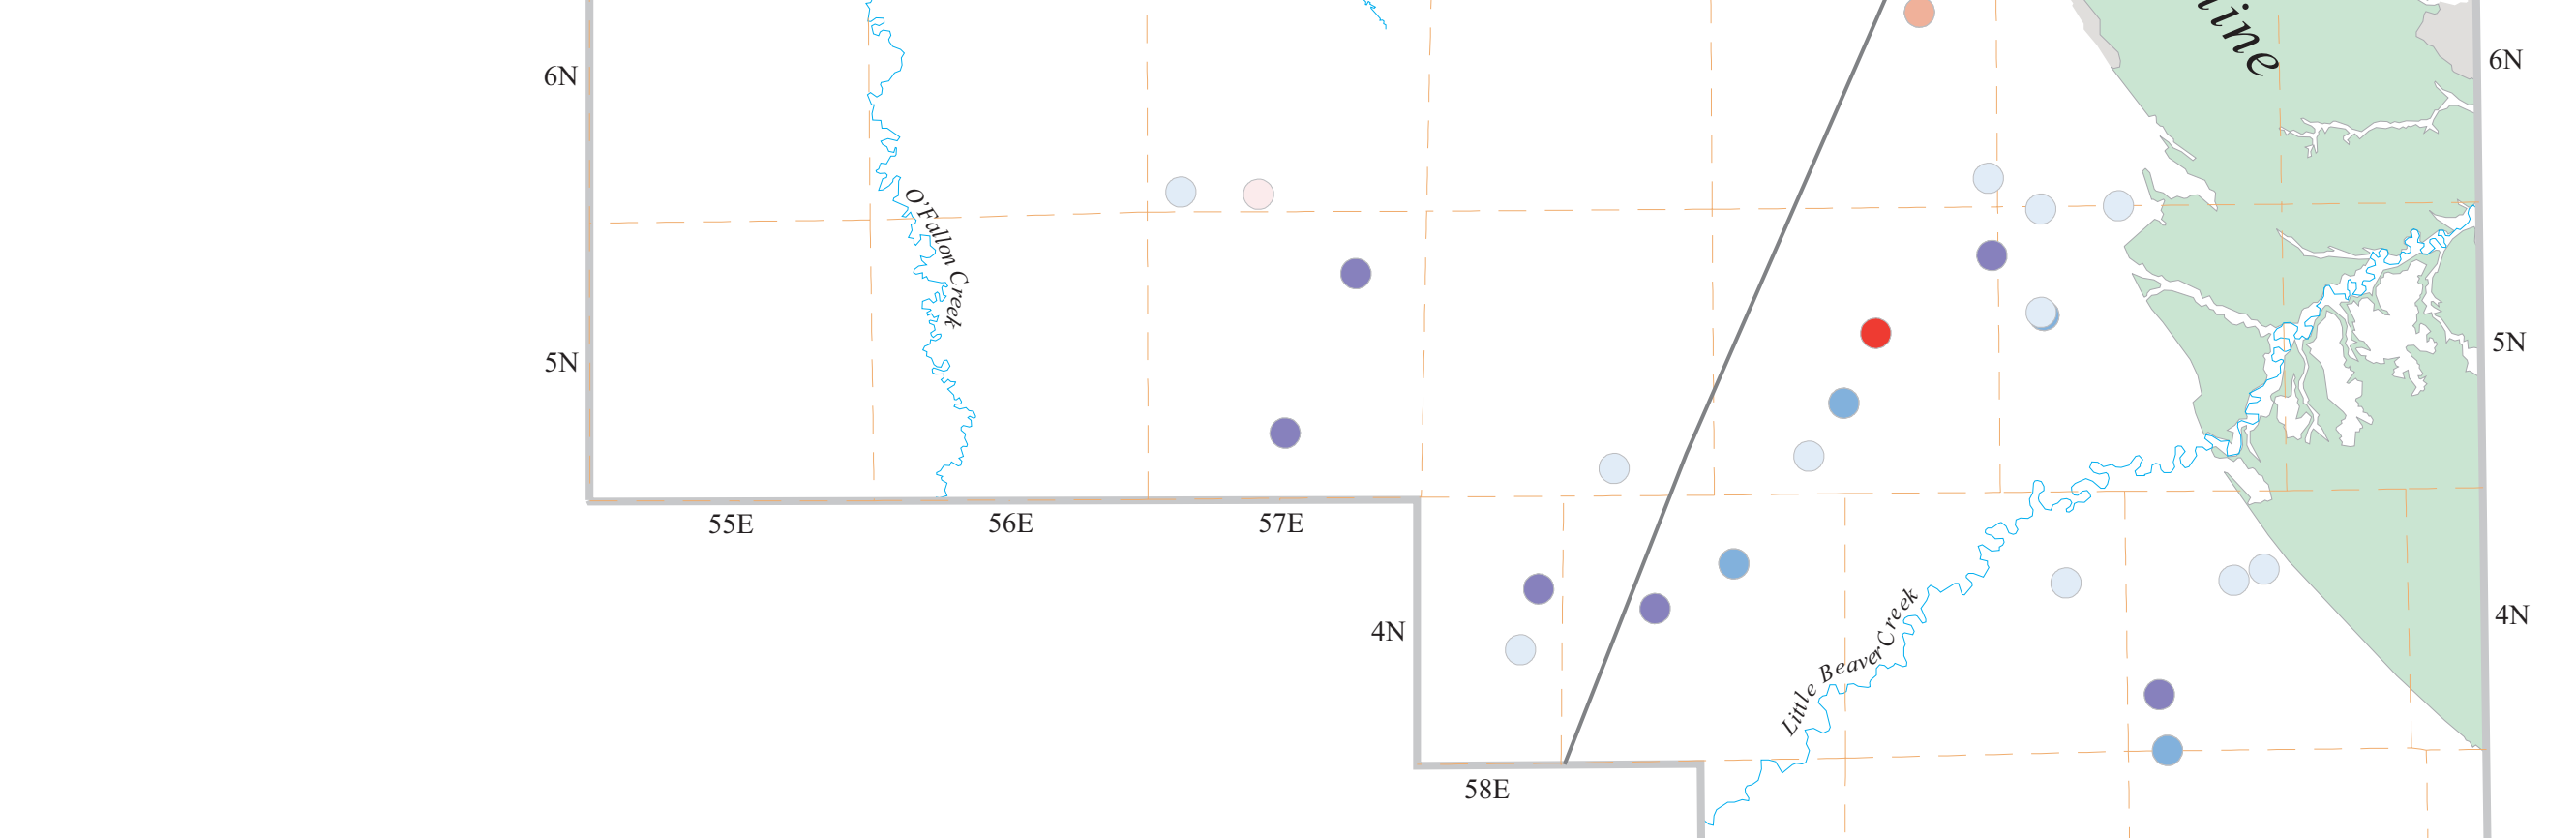 6N
6N
O'Fallon Creek
5N
5N
55E
56E
57E
4N
4N
Little Beaver Creek
58E